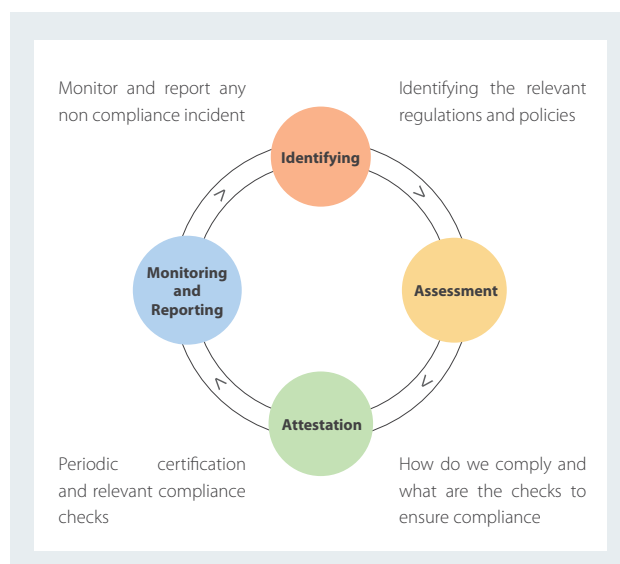 Monitor and report any
non compliance incident
Identifying the relevant
regulations and policies
Identifying
Monitoring
and
Reporting
Assessment
Attestation
Periodic certification
and relevant compliance
checks
How do we comply and
what are the checks to
ensure compliance